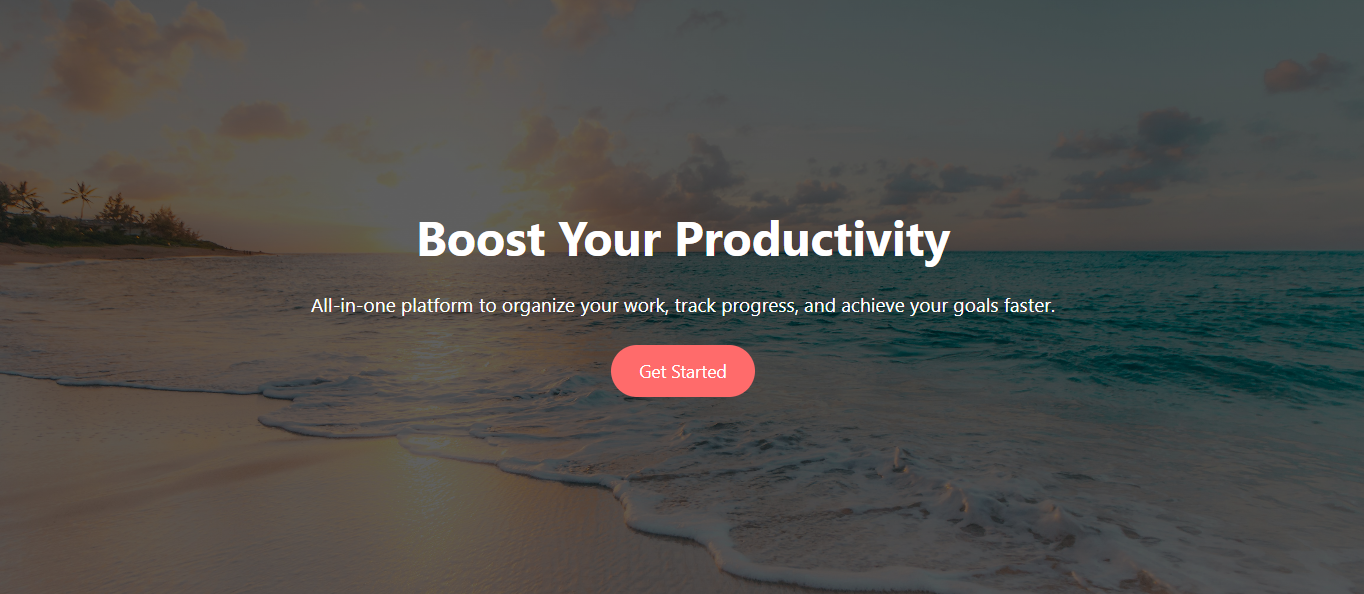 Boost Your Productivity
All-in-one platform to organize your work, track progress, and achieve your goals faster.
Get Started